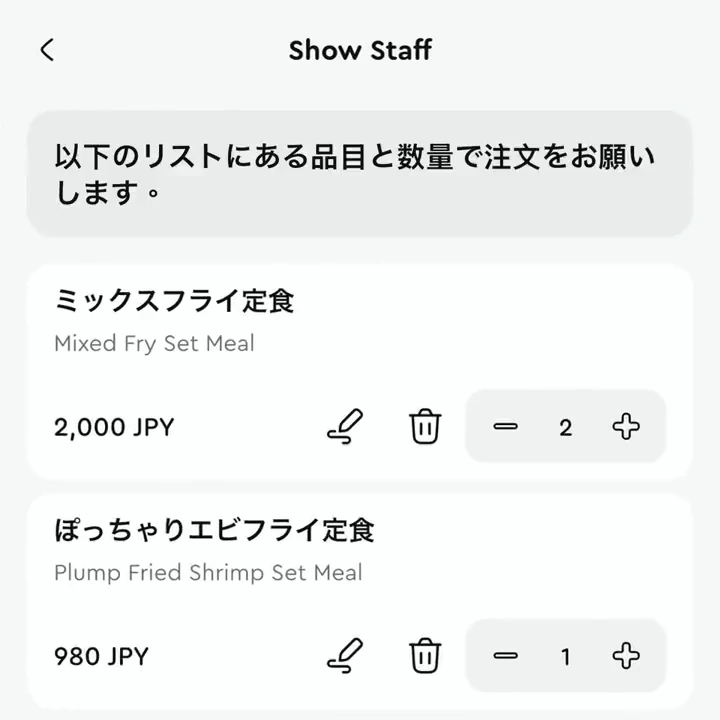 Show Staff
以下のリストにある品目と数量で注文をお願い
します。
ミックスフライ定食
Mixed Fry Set Meal
2,000 JPY
2
ぽっちゃりエビフライ定食
Plump Fried Shrimp Set Meal
980 JPY
1